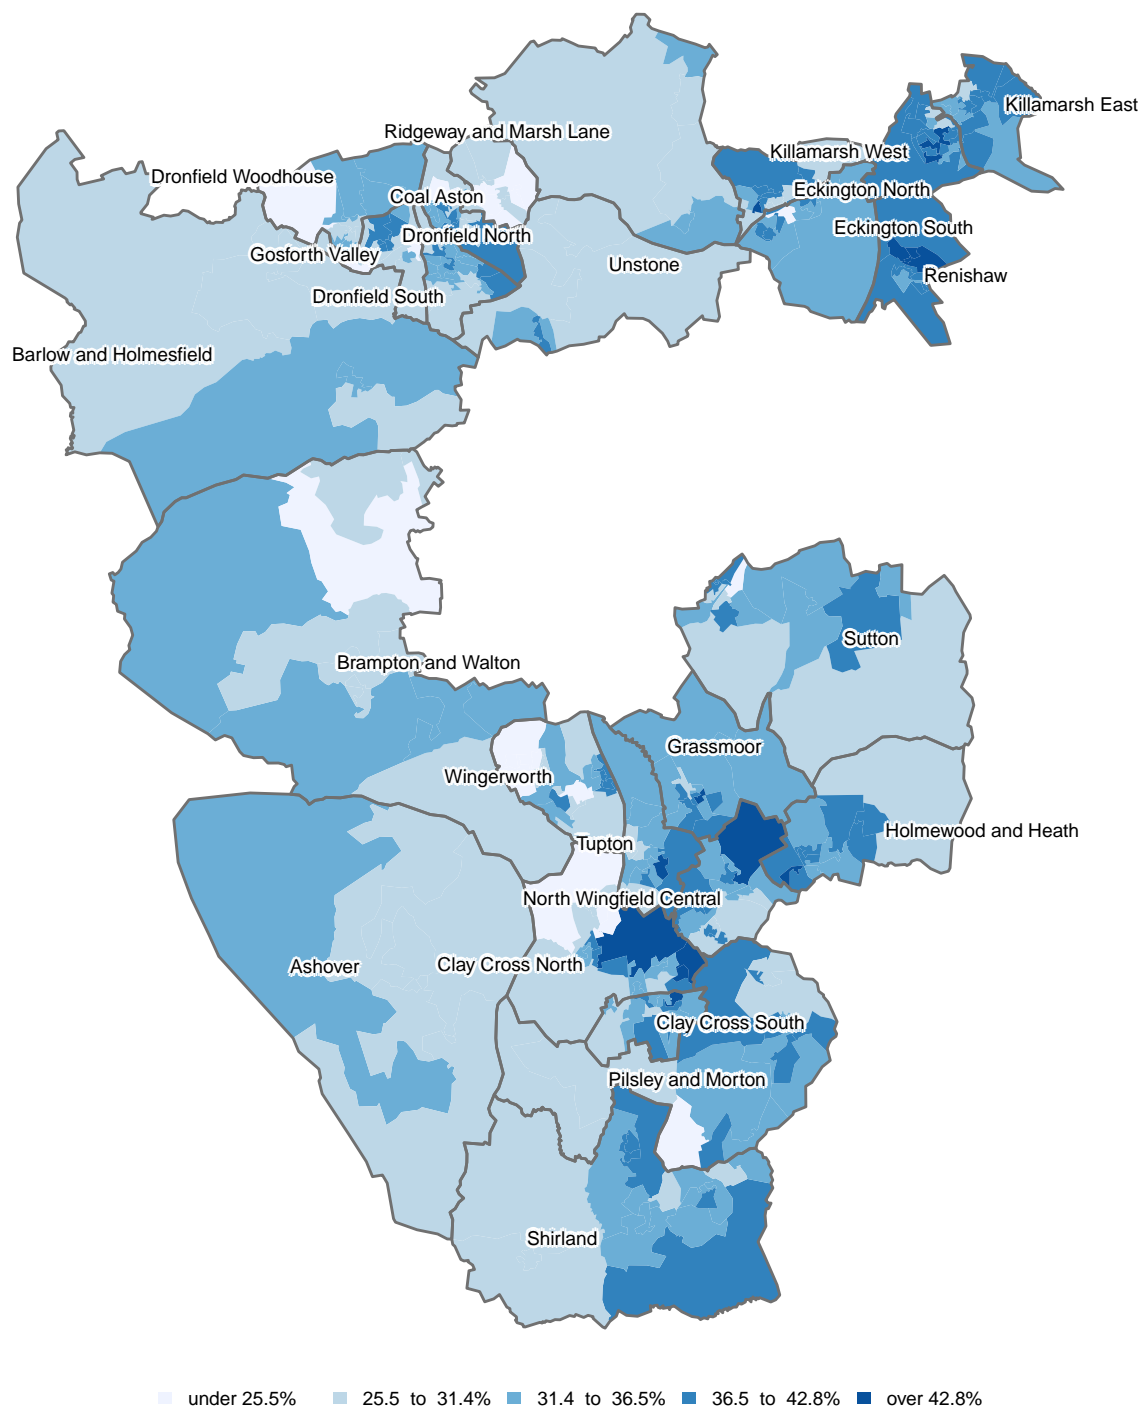 Killamarsh East
Ridgeway and Marsh Lane
Killamarsh West
Dronfield Woodhouse
Eckington North
Coal Aston
Eckington South
Dronfield North
Gosforth Valley
Unstone
Renishaw
Dronfield South
Barlow and Holmesfield
Sutton
Brampton and Walton
Grassmoor
Wingerworth
Holmewood and Heath
Tupton
North Wingfield Central
Clay Cross North
Ashover
Clay Cross South
Pilsley and Morton
Shirland
under 25.5% 25.5 to 31.4% 31.4 to 36.5% 36.5 to 42.8% over 42.8%